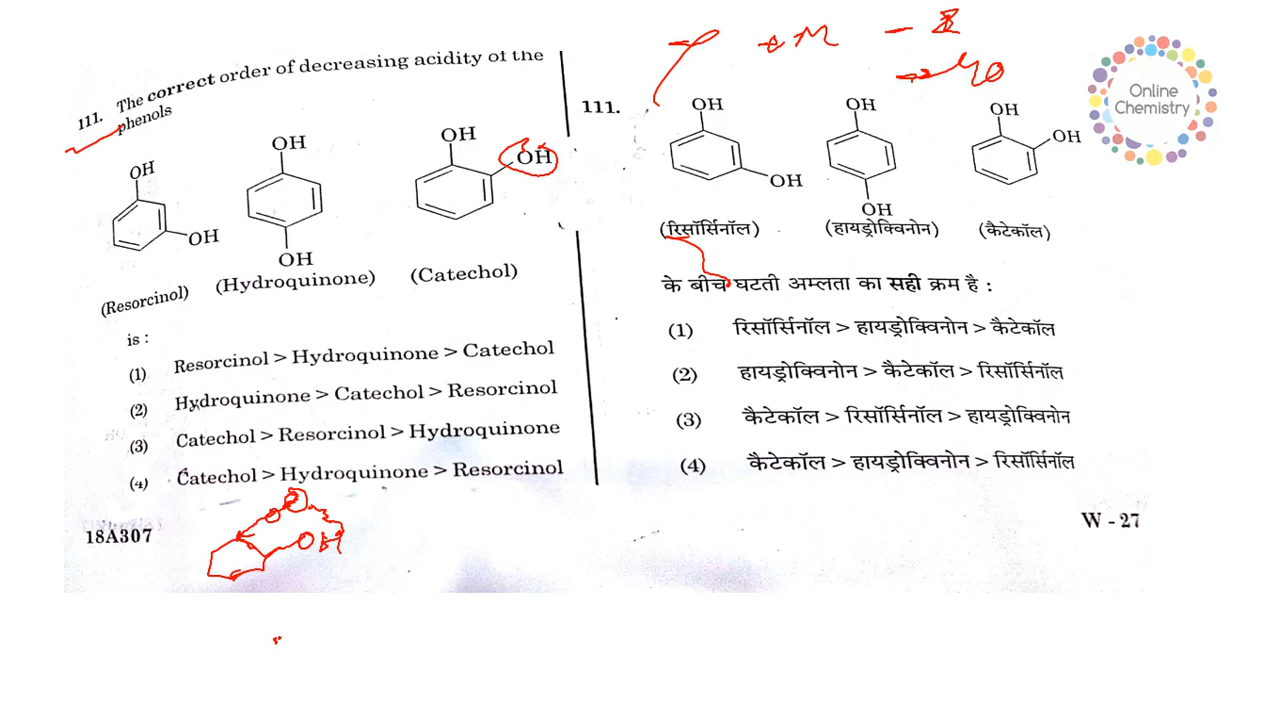 111. The correct order of decreasing acidity of the
phenols
OH
OH
OH
OH
OH
OH
(Resorcinol) (Hydroquinone) (Catechol)
is :
(1) Resorcinol > Hydroquinone > Catechol
(2) Hydroquinone > Catechol > Resorcinol
(3) Catechol > Resorcinol > Hydroquinone
(4) Catechol > Hydroquinone > Resorcinol
OH
18A307
+M - I
111.
OH
OH
OH
OH
OH
OH
(रिसॉर्सिनॉल) (हायड्रोक्विनोन) (कैटेकॉल)
के बीच घटती अम्लता का सही क्रम है :
(1) रिसॉर्सिनॉल > हायड्रोक्विनोन > कैटेकॉल
(2) हायड्रोक्विनोन > कैटेकॉल > रिसॉर्सिनॉल
(3) कैटेकॉल > रिसॉर्सिनॉल > हायड्रोक्विनोन
(4) कैटेकॉल > हायड्रोक्विनोन > रिसॉर्सिनॉल
W - 27
Online
Chemistry